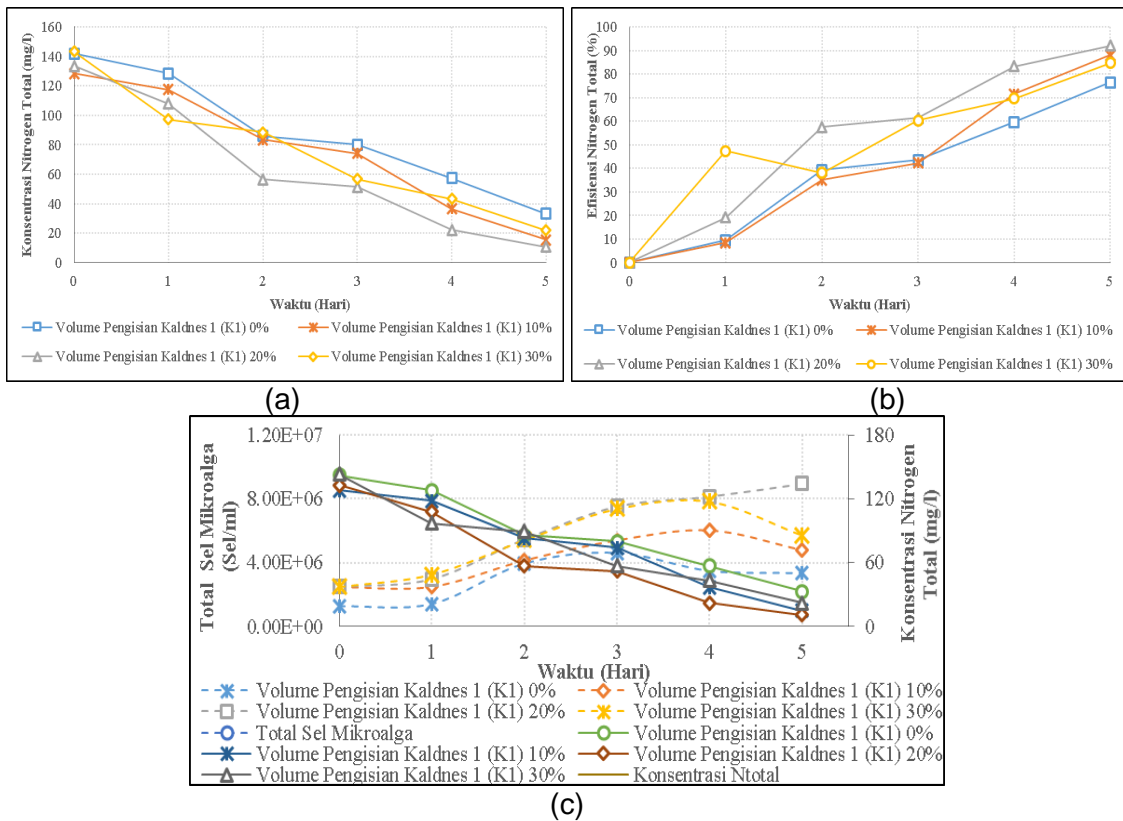 Konsentrasi Nitrogen Total (mg/l)
160
140
120
100
80
60
40
20
0
0 1 2 3 4 5
Waktu (Hari)
Volume Pengisian Kaldnes 1 (K1) 0% Volume Pengisian Kaldnes 1 (K1) 10%
Volume Pengisian Kaldnes 1 (K1) 20% Volume Pengisian Kaldnes 1 (K1) 30%
(a)
Efisiensi Nitrogen Total (%)
100
90
80
70
60
50
40
30
20
10
0
0 1 2 3 4 5
Waktu (Hari)
Volume Pengisian Kaldnes 1 (K1) 0% Volume Pengisian Kaldnes 1 (K1) 10%
Volume Pengisian Kaldnes 1 (K1) 20% Volume Pengisian Kaldnes 1 (K1) 30%
(b)
Total Sel Mikroalga
(Sel/ml)
1.20E+07
8.00E+06
4.00E+06
0.00E+00
180
120
60
0
Konsentrasi Nitrogen
Total (mg/l)
0 1 2 3 4 5
Waktu (Hari)
Volume Pengisian Kaldnes 1 (K1) 0% Volume Pengisian Kaldnes 1 (K1) 10%
Volume Pengisian Kaldnes 1 (K1) 20% Volume Pengisian Kaldnes 1 (K1) 30%
Total Sel Mikroalga Volume Pengisian Kaldnes 1 (K1) 0%
Volume Pengisian Kaldnes 1 (K1) 10% Volume Pengisian Kaldnes 1 (K1) 20%
Volume Pengisian Kaldnes 1 (K1) 30% Konsentrasi Ntotal
(c)